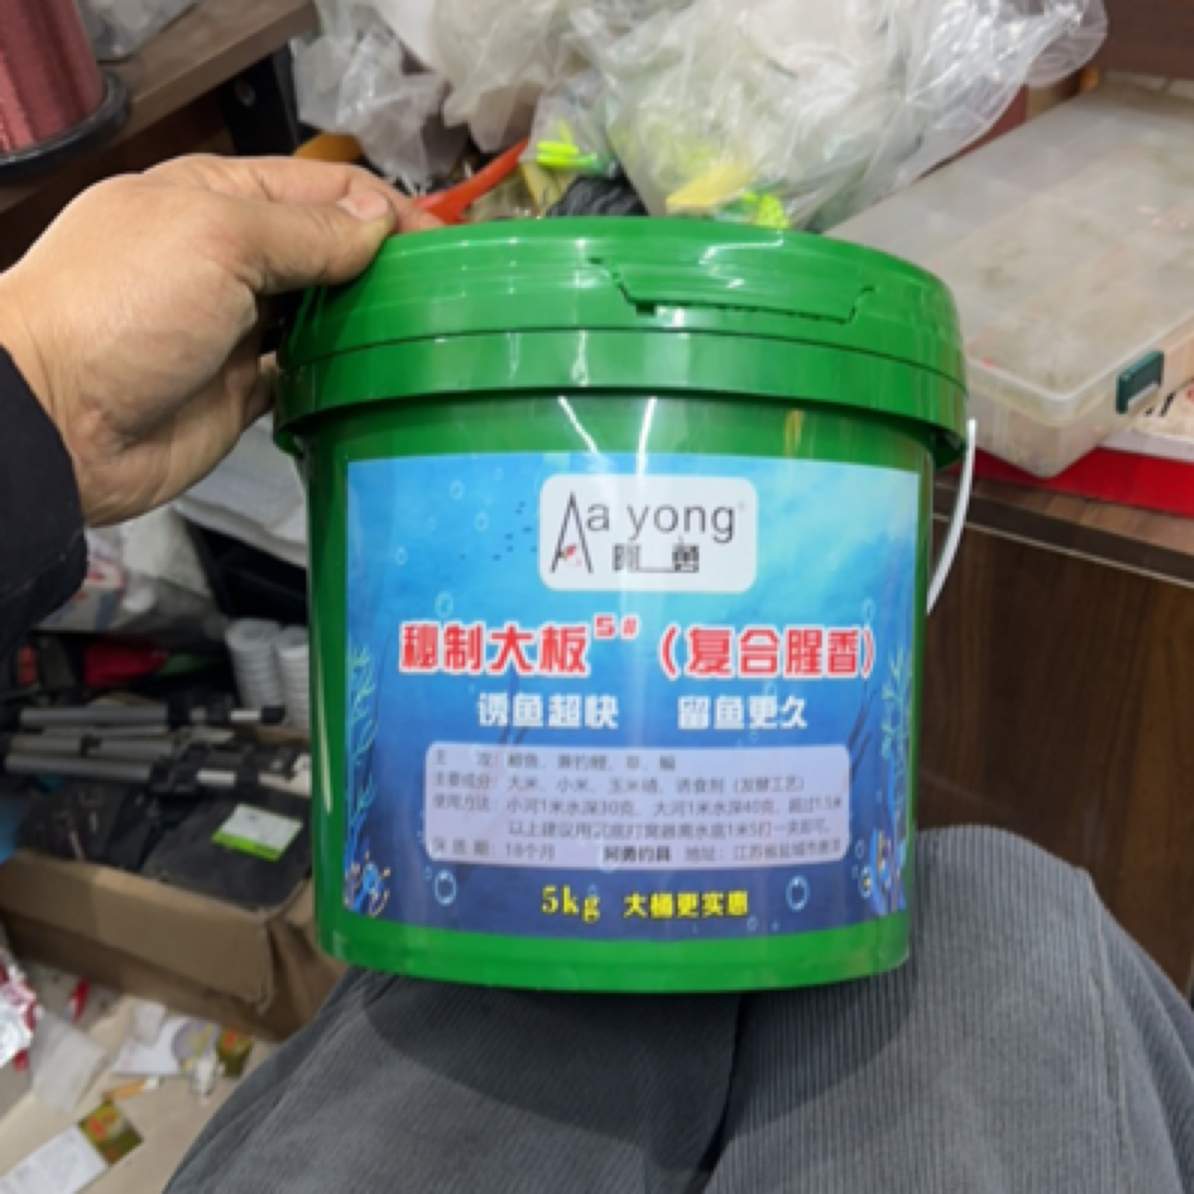 Aa yong
阿勇
秘制大板5#（复合腥香）
诱鱼超快 留鱼更久
主 攻：鲫鱼、兼钓鲤、草、鳊
主要成分：大米、小米、玉米碴、诱食剂（发酵工艺）
使用方法：小河1米水深30克，大河1米水深40克，超过1.5米
以上建议用 底打窝器离水底1米5打一夹即可。
保质期：18个月 阿勇钓具 地址：江苏省盐城市
5kg 大桶更实惠